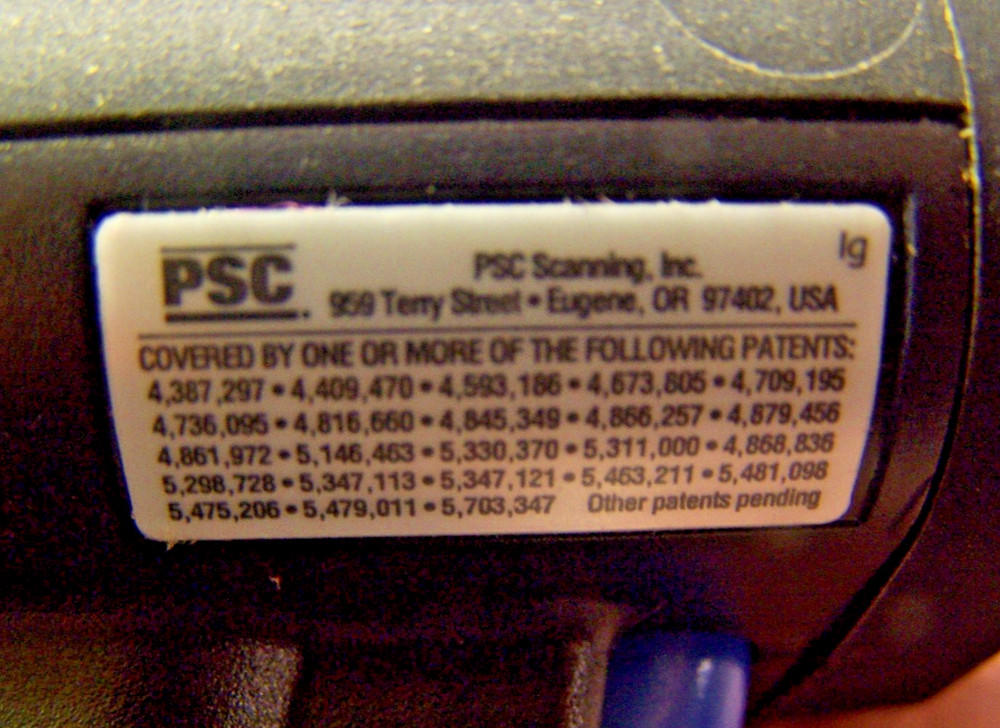 PSC.
PSC Scanning, Inc.
lg
959 Terry Street • Eugene, OR 97402, USA
COVERED BY ONE OR MORE OF THE FOLLOWING PATENTS:
4,387,297 • 4,409,470 • 4,593,186 • 4,673,805 • 4,709,195
4,736,095 • 4,816,660 • 4,845,349 • 4,866,257 • 4,879,456
4,861,972 • 5,146,463 • 5,330,370 • 5,311,000 • 4,868,836
5,298,728 • 5,347,113 • 5,347,121 • 5,463,211 • 5,481,098
5,475,206 • 5,479,011 • 5,703,347 Other patents pending